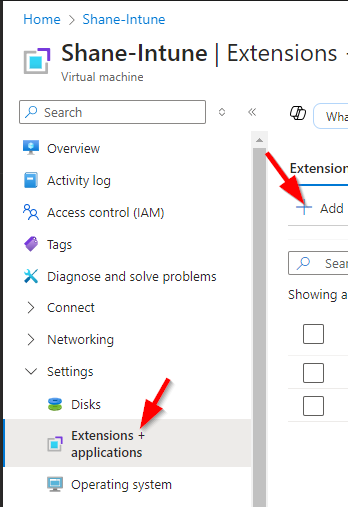 Home > Shane-Intune >
Shane-Intune | Extensions
Virtual machine
Search
Wha
Overview
Activity log
Access control (IAM)
Tags
Diagnose and solve problems
Connect
Networking
Settings
Disks
Extensions +
applications
Operating system
Extension
+ Add
Sear
Showing a